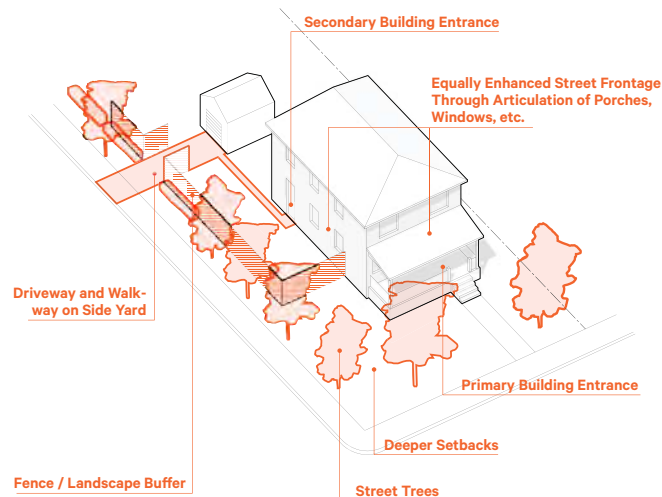 Secondary Building Entrance
Equally Enhanced Street Frontage
Through Articulation of Porches,
Windows, etc.
Driveway and Walk-
way on Side Yard
Primary Building Entrance
Deeper Setbacks
Fence / Landscape Buffer
Street Trees